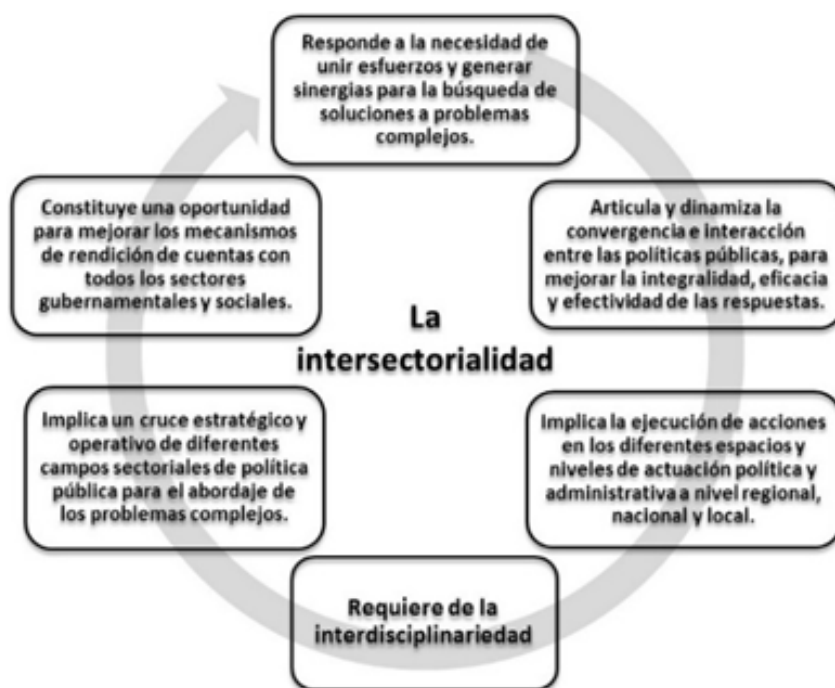 Responde a la necesidad de
unir esfuerzos y generar
sinergias para la búsqueda de
soluciones a problemas
complejos.
Articula y dinamiza la
convergencia e interacción
entre las políticas públicas, para
mejorar la integralidad, eficacia
y efectividad de las respuestas.
Implica la ejecución de acciones
en los diferentes espacios y
niveles de actuación política y
administrativa a nivel regional,
nacional y local.
Requiere de la
interdisciplinariedad
Implica un cruce estratégico y
operativo de diferentes
campos sectoriales de política
pública para el abordaje de
los problemas complejos.
Constituye una oportunidad
para mejorar los mecanismos
de rendición de cuentas con
todos los sectores
gubernamentales y sociales.
La
intersectorialidad